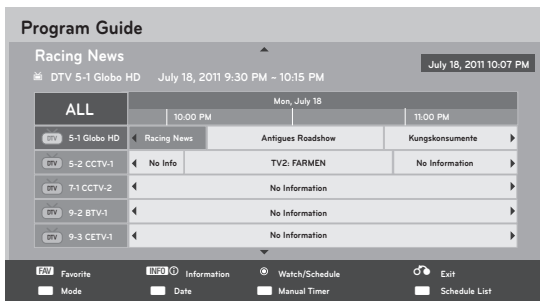 Program Guide
Racing News
DTV 5-1 Globo HD July 18, 2011 9:30 PM – 10:15 PM
July 18, 2011 10:07 PM
ALL
Mon, July 18
10:00 PM 11:00 PM
DTV 5-1 Globo HD Racing News Antigues Roadshow Kungskonsumente
DTV 5-2 CCTV-1 No Info TV2: FARMEN No Information
DTV 7-1 CCTV-2 No Information
DTV 9-2 BTV-1 No Information
DTV 9-3 CETV-1 No Information
FAV Favorite INFO i Information Watch/Schedule Exit
Mode Date Manual Timer Schedule List